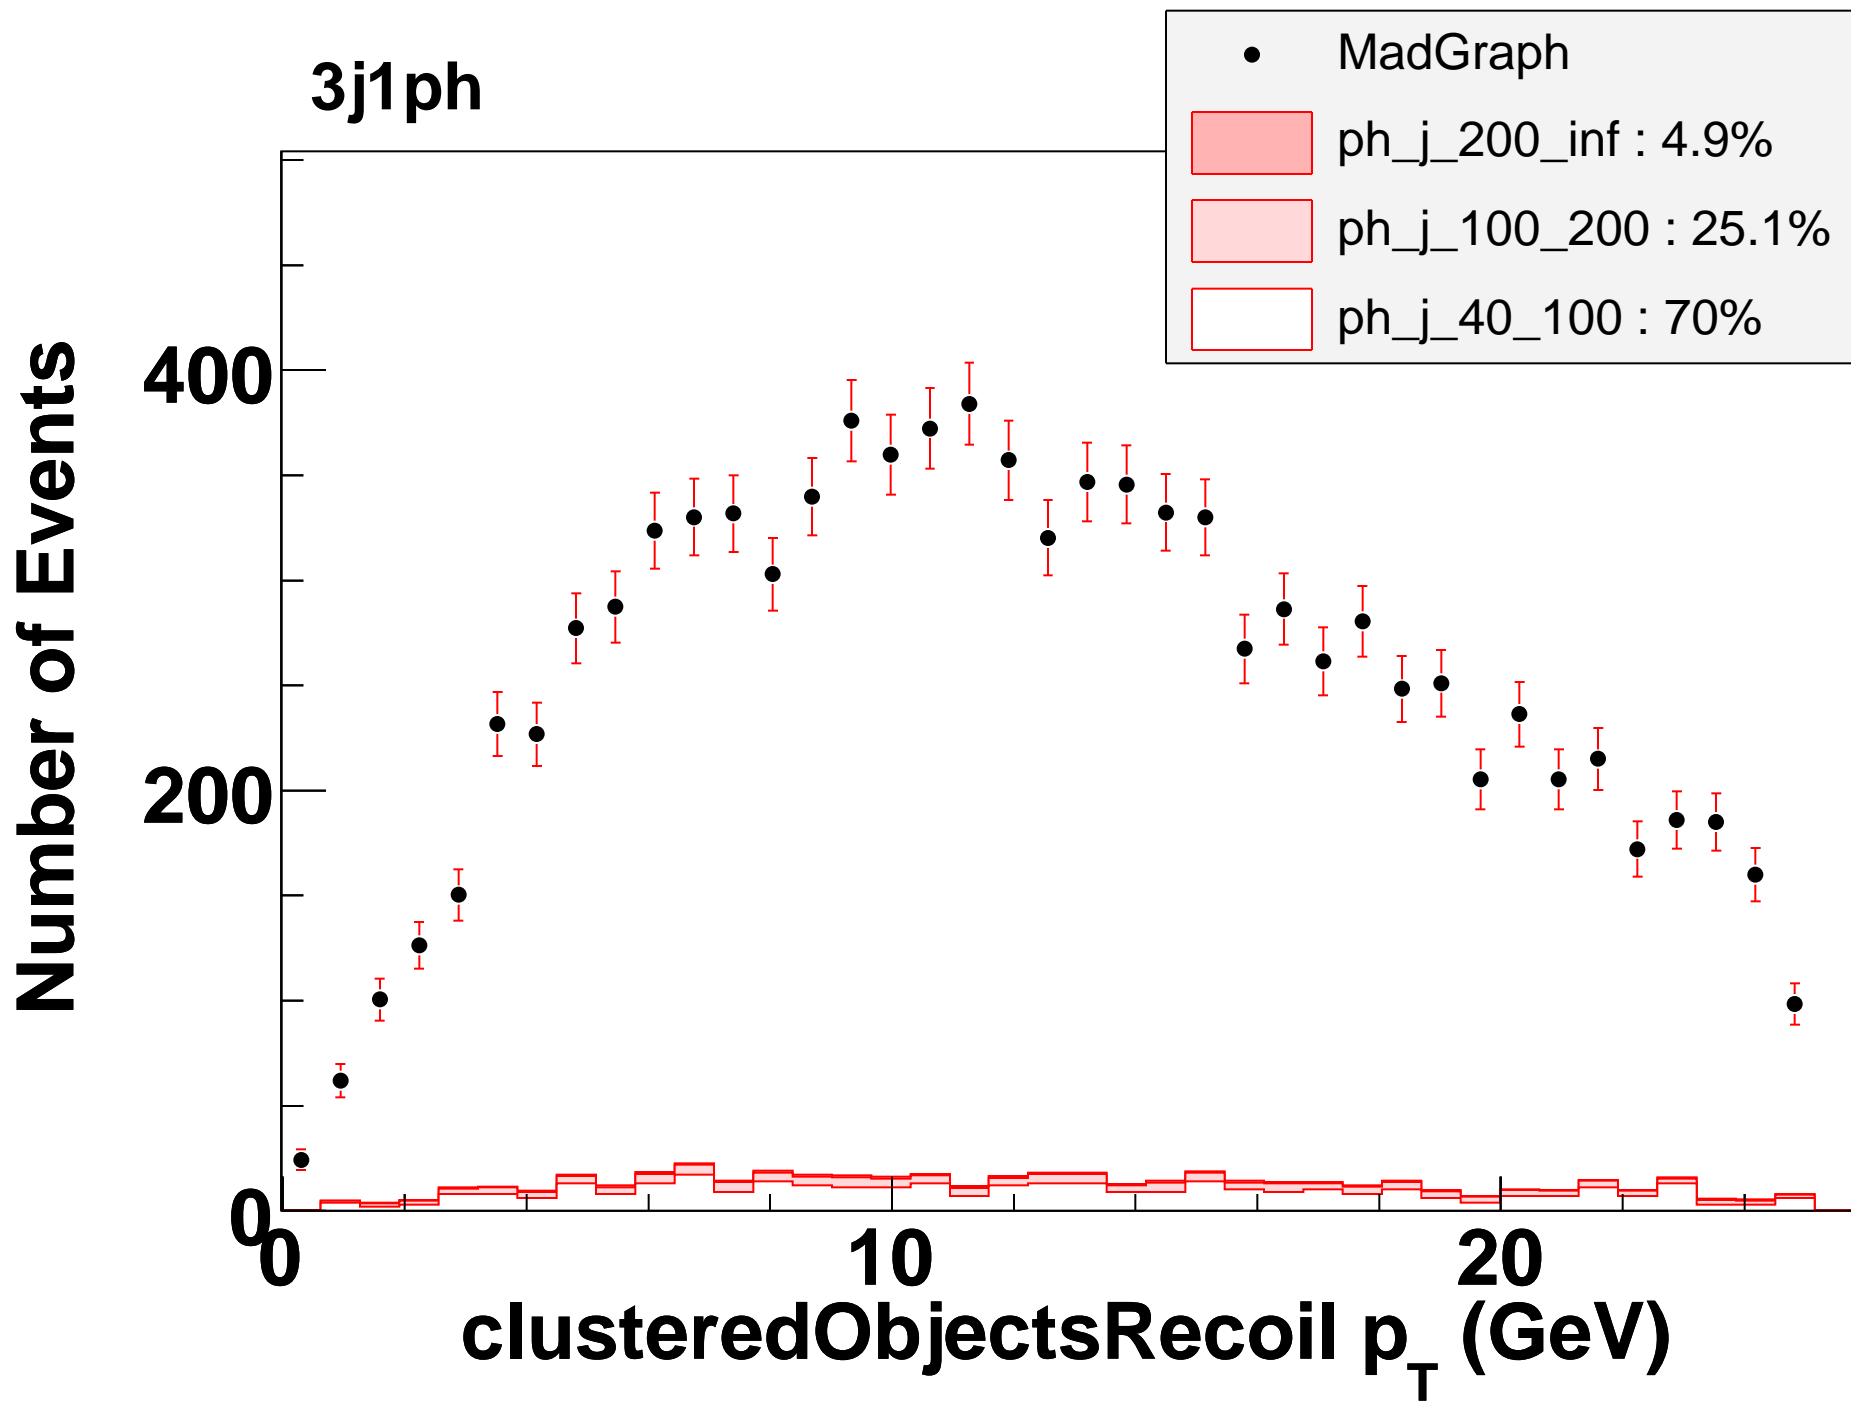 3j1ph
MadGraph
ph_j_200_inf : 4.9%
ph_j_100_200 : 25.1%
ph_j_40_100 : 70%
Number of Events
400
200
0
0 10 20
clusteredObjectsRecoil p_T (GeV)